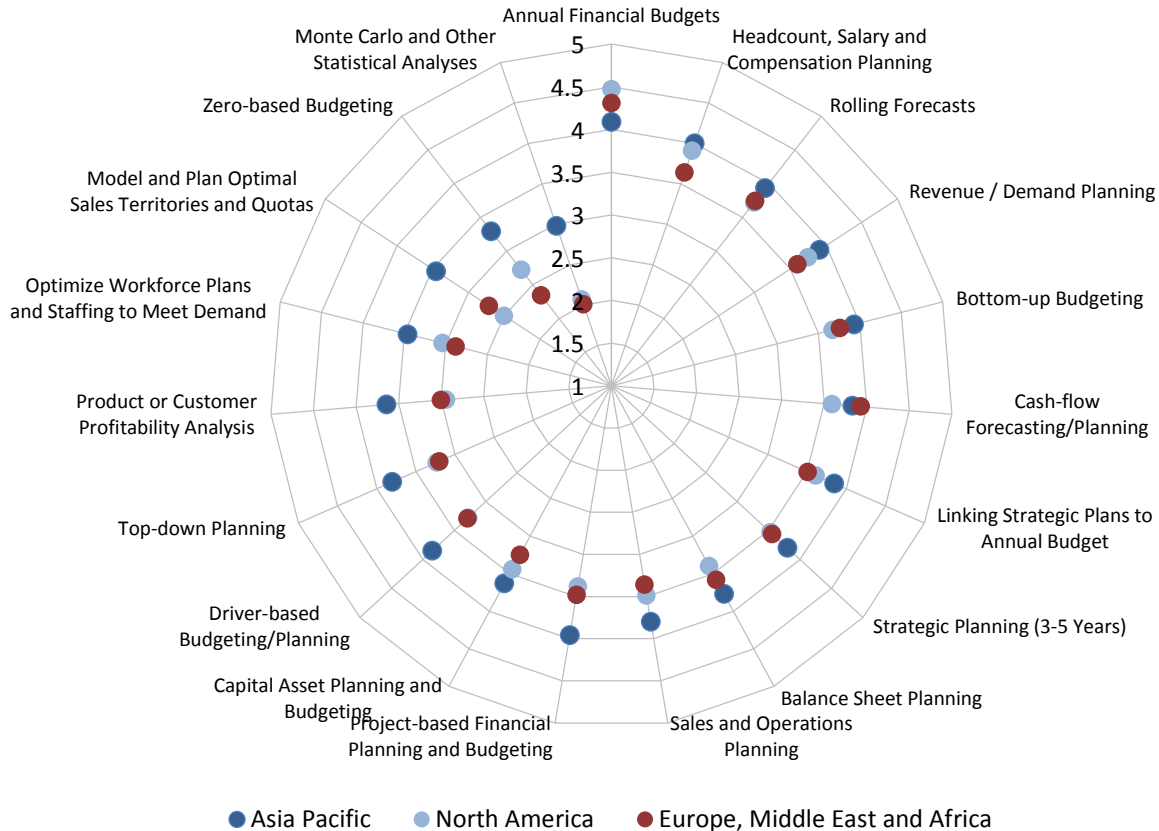 Annual Financial Budgets
Headcount, Salary and
Compensation Planning
Rolling Forecasts
Revenue / Demand Planning
Bottom-up Budgeting
Cash-flow
Forecasting/Planning
Linking Strategic Plans to
Annual Budget
Strategic Planning (3-5 Years)
Balance Sheet Planning
Sales and Operations
Planning
Project-based Financial
Planning and Budgeting
Capital Asset Planning and
Budgeting
Driver-based
Budgeting/Planning
Top-down Planning
Product or Customer
Profitability Analysis
Optimize Workforce Plans
and Staffing to Meet Demand
Model and Plan Optimal
Sales Territories and Quotas
Zero-based Budgeting
Monte Carlo and Other
Statistical Analyses
5
4.5
4
3.5
3
2.5
2
1.5
1
Asia Pacific
North America
Europe, Middle East and Africa